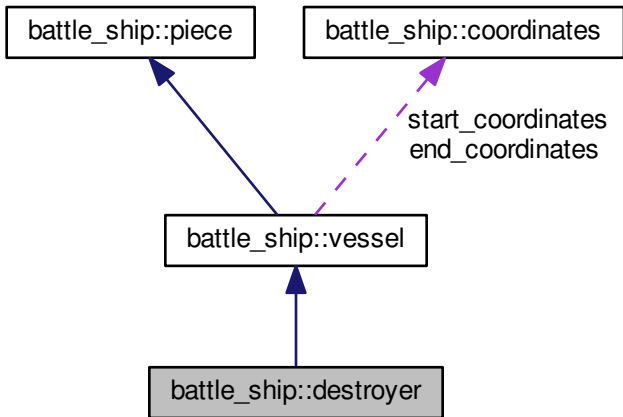 battle_ship::piece
battle_ship::coordinates
start_coordinates
end_coordinates
battle_ship::vessel
battle_ship::destroyer